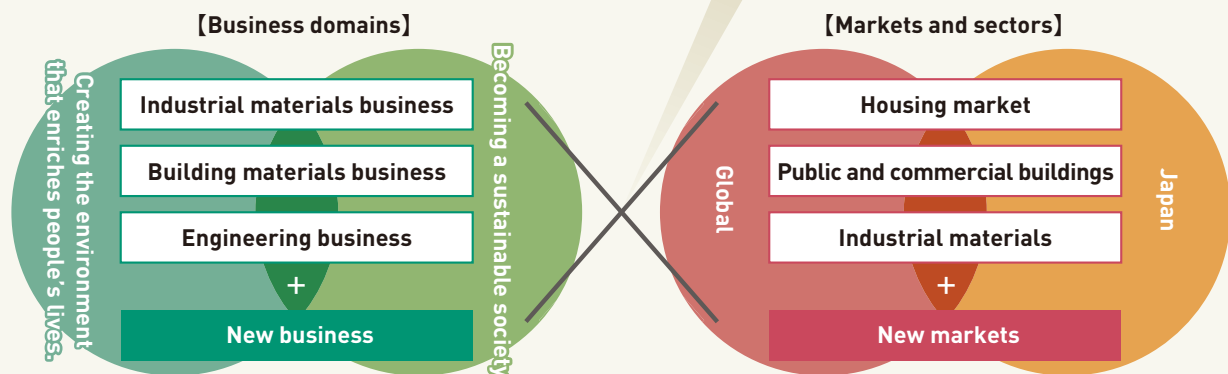 【Business domains】
Creating the environment
that enriches people's lives.
Industrial materials business
Building materials business
Engineering business
+
New business
Becoming a sustainable society
【Markets and sectors】
Global
Housing market
Public and commercial buildings
Industrial materials
+
New markets
Japan